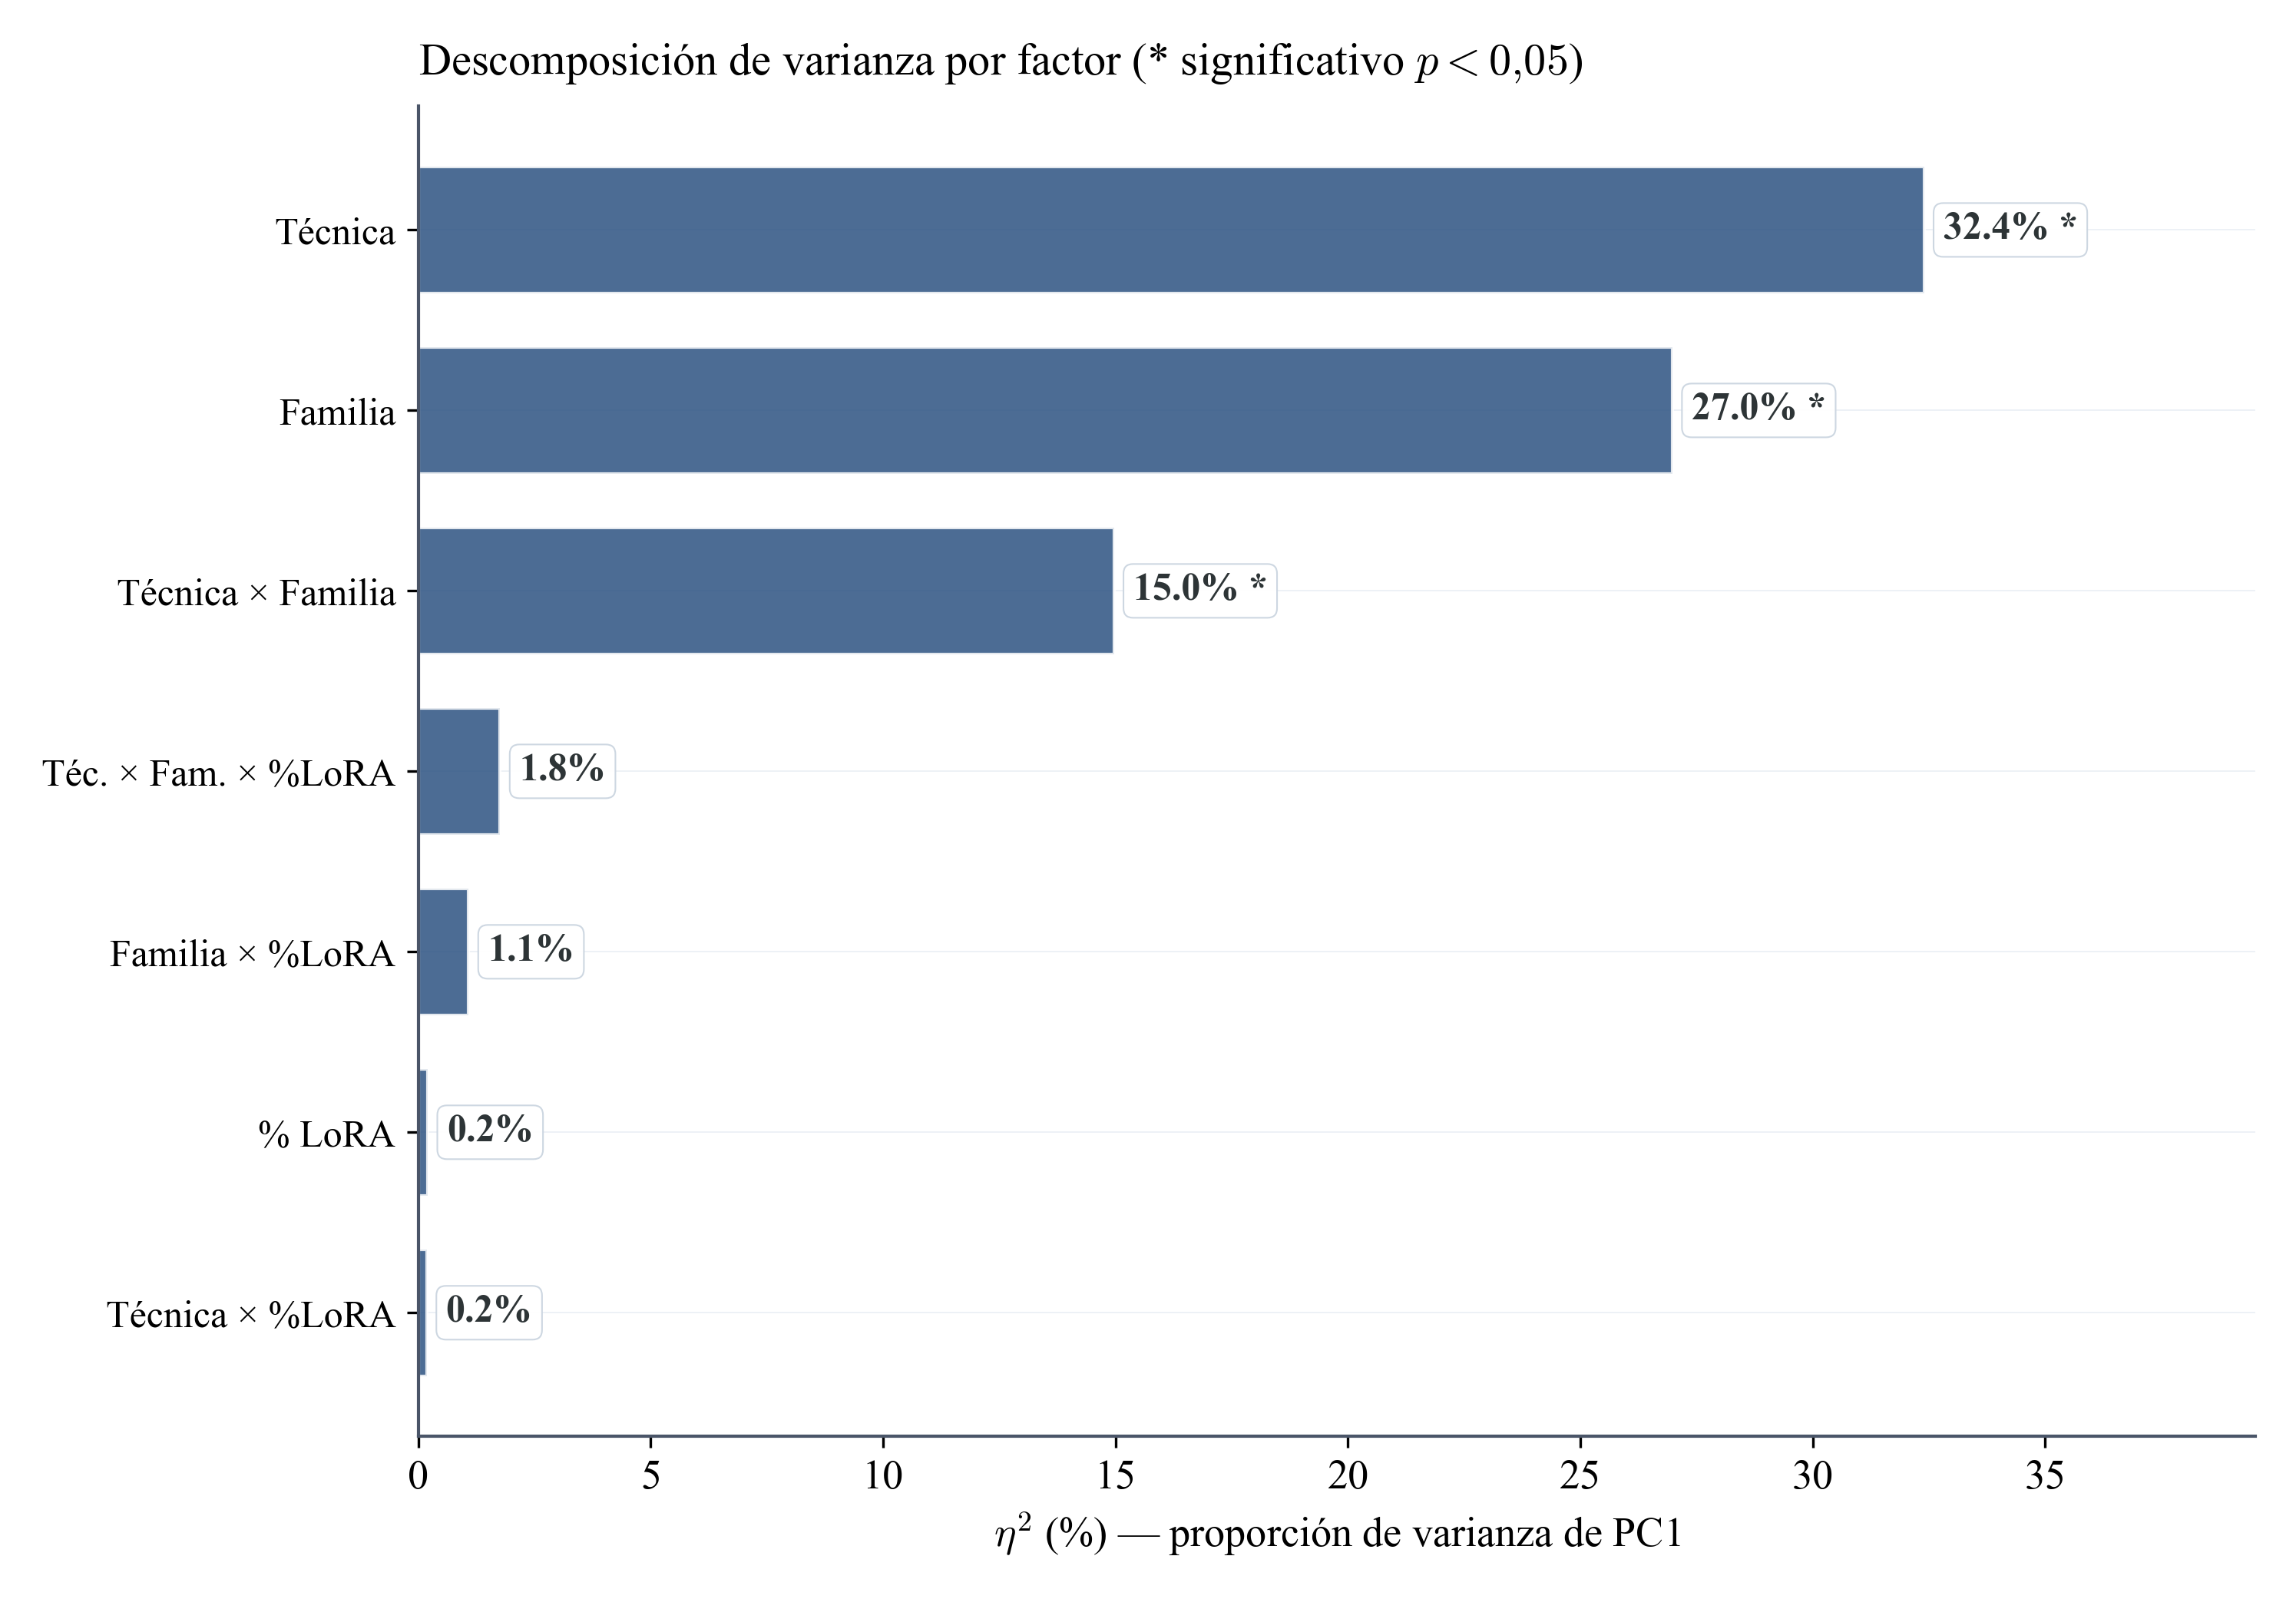 Descomposición de varianza por factor (* significativo p < 0,05)
Técnica
32.4% *
Familia
27.0% *
Técnica × Familia
15.0% *
Téc. × Fam. × %LoRA
1.8%
Familia × %LoRA
1.1%
% LoRA
0.2%
Técnica × %LoRA
0.2%
0 5 10 15 20 25 30 35
η² (%) — proporción de varianza de PC1